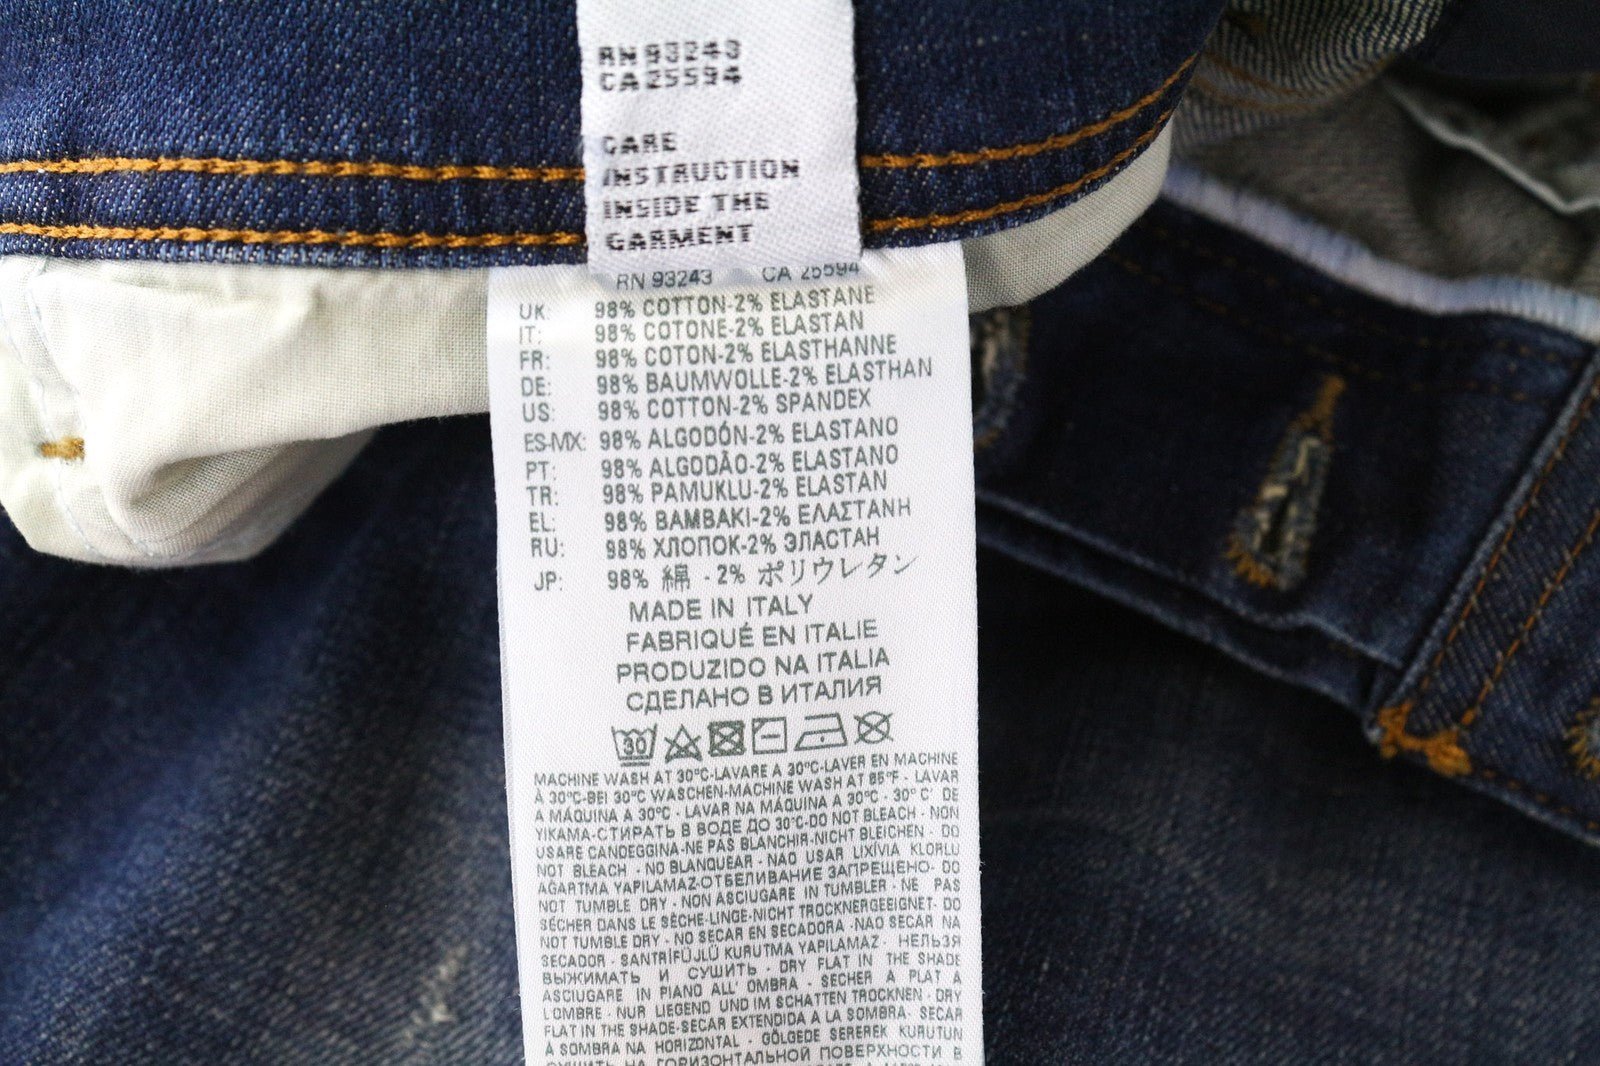 RN 93243
CA 25594
CARE
INSTRUCTION
INSIDE THE
GARMENT
RN 93243 CA 25594
UK: 98% COTTON-2% ELASTANE
IT: 98% COTONE-2% ELASTAN
FR: 98% COTON-2% ELASTHANNE
DE: 98% BAUMWOLLE-2% ELASTHAN
US: 98% COTTON-2% SPANDEX
ES-MX: 98% ALGODÓN-2% ELASTANO
PT: 98% ALGODÃO-2% ELASTANO
TR: 98% PAMUKLU-2% ELASTAN
EL: 98% ΒΑΜΒΑΚΙ-2% ΕΛΑΣΤΑΝΗ
RU: 98% ХЛОПОК-2% ЭЛАСТАН
JP: 98% 綿 - 2% ポリウレタン
MADE IN ITALY
FABRIQUÉ EN ITALIE
PRODUZIDO NA ITALIA
СДЕЛАНО В ИТАЛИЯ
30
MACHINE WASH AT 30°C-LAVARE A 30°C-LAVER EN MACHINE
À 30°C-BEI 30°C WASCHEN-MACHINE WASH AT 85°F - LAVAR
A MÁQUINA A 30°C - LAVAR NA MÁQUINA A 30°C - 30° C' DE
YIKAMA-СТИРАТЬ В ВОДЕ ДО 30°C-DO NOT BLEACH - NON
USARE CANDEGGINA-NE PAS BLANCHIR-NICHT BLEICHEN - DO
NOT BLEACH - NO BLANQUEAR - NAO USAR LIXÍVIA KLORLU
AĞARTMA YAPILAMAZ-ОТБЕЛИВАНИЕ ЗАПРЕЩЕНО- DO
NOT TUMBLE DRY - NON ASCIUGARE IN TUMBLER - NE PAS
SÉCHER DANS LE SÈCHE-LINGE-NICHT TROCKNERGEEIGNET- DO
NOT TUMBLE DRY - NO SECAR EN SECADORA - NAO SECAR NA
SECADOR - SANTRİFÜJLÜ KURUTMA YAPILAMAZ - НЕЛЬЗЯ
ВЫЖИМАТЬ И СУШИТЬ - DRY FLAT IN THE SHADE
ASCIUGARE IN PIANO ALL' OMBRA - SÉCHER À PLAT A
L'OMBRE - NUR LIEGEND UND IM SCHATTEN TROCKNEN - DRY
FLAT IN THE SHADE-SECAR EXTENDIDA A LA SOMBRA- SECAR
À SOMBRA NA HORIZONTAL - GÖLGEDE SEREREK KURUTUN
СУШИТЬ НА ГОРИЗОНТАЛЬНОЙ ПОВЕРХНОСТИ В